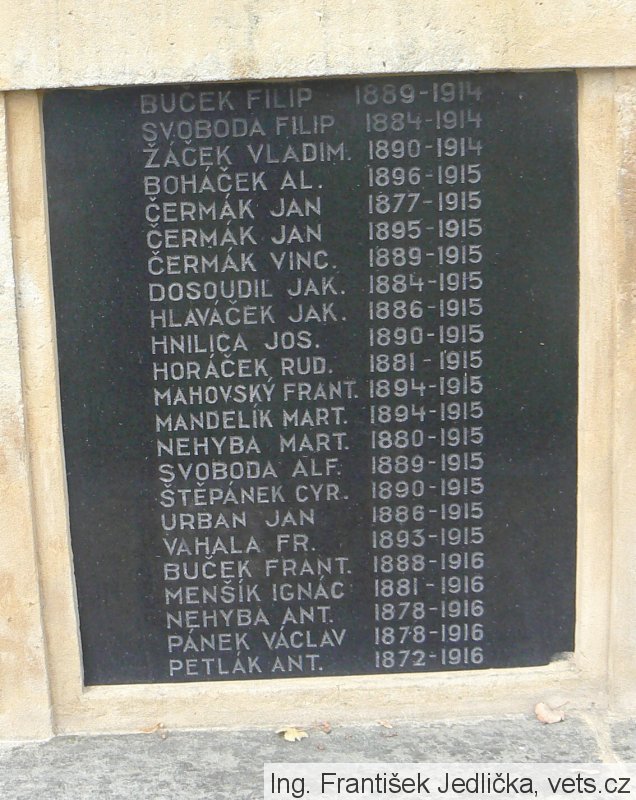 BUČEK FILIP 1889-1914
SVOBODA FILIP 1884-1914
ŽÁČEK VLADIM. 1890-1914
BOHÁČEK AL. 1896-1915
ČERMÁK JAN 1877-1915
ČERMÁK JAN 1895-1915
ČERMÁK VINC. 1889-1915
DOSOUDIL JAK. 1884-1915
HLAVÁČEK JAK. 1886-1915
HNILICA JOS. 1890-1915
HORÁČEK RUD. 1881-1915
MAHOVSKÝ FRANT. 1894-1915
MANDELÍK MART. 1894-1915
NEHYBA MART. 1880-1915
SVOBODA ALF. 1889-1915
ŠTĚPÁNEK CYR. 1890-1915
URBAN JAN 1886-1915
VAHALA FR. 1893-1915
BUČEK FRANT. 1888-1916
MENŠÍK IGNÁC 1881-1916
NEHYBA ANT. 1878-1916
PÁNEK VÁCLAV 1878-1916
PETLÁK ANT. 1872-1916
Ing. František Jedlička, vets.cz